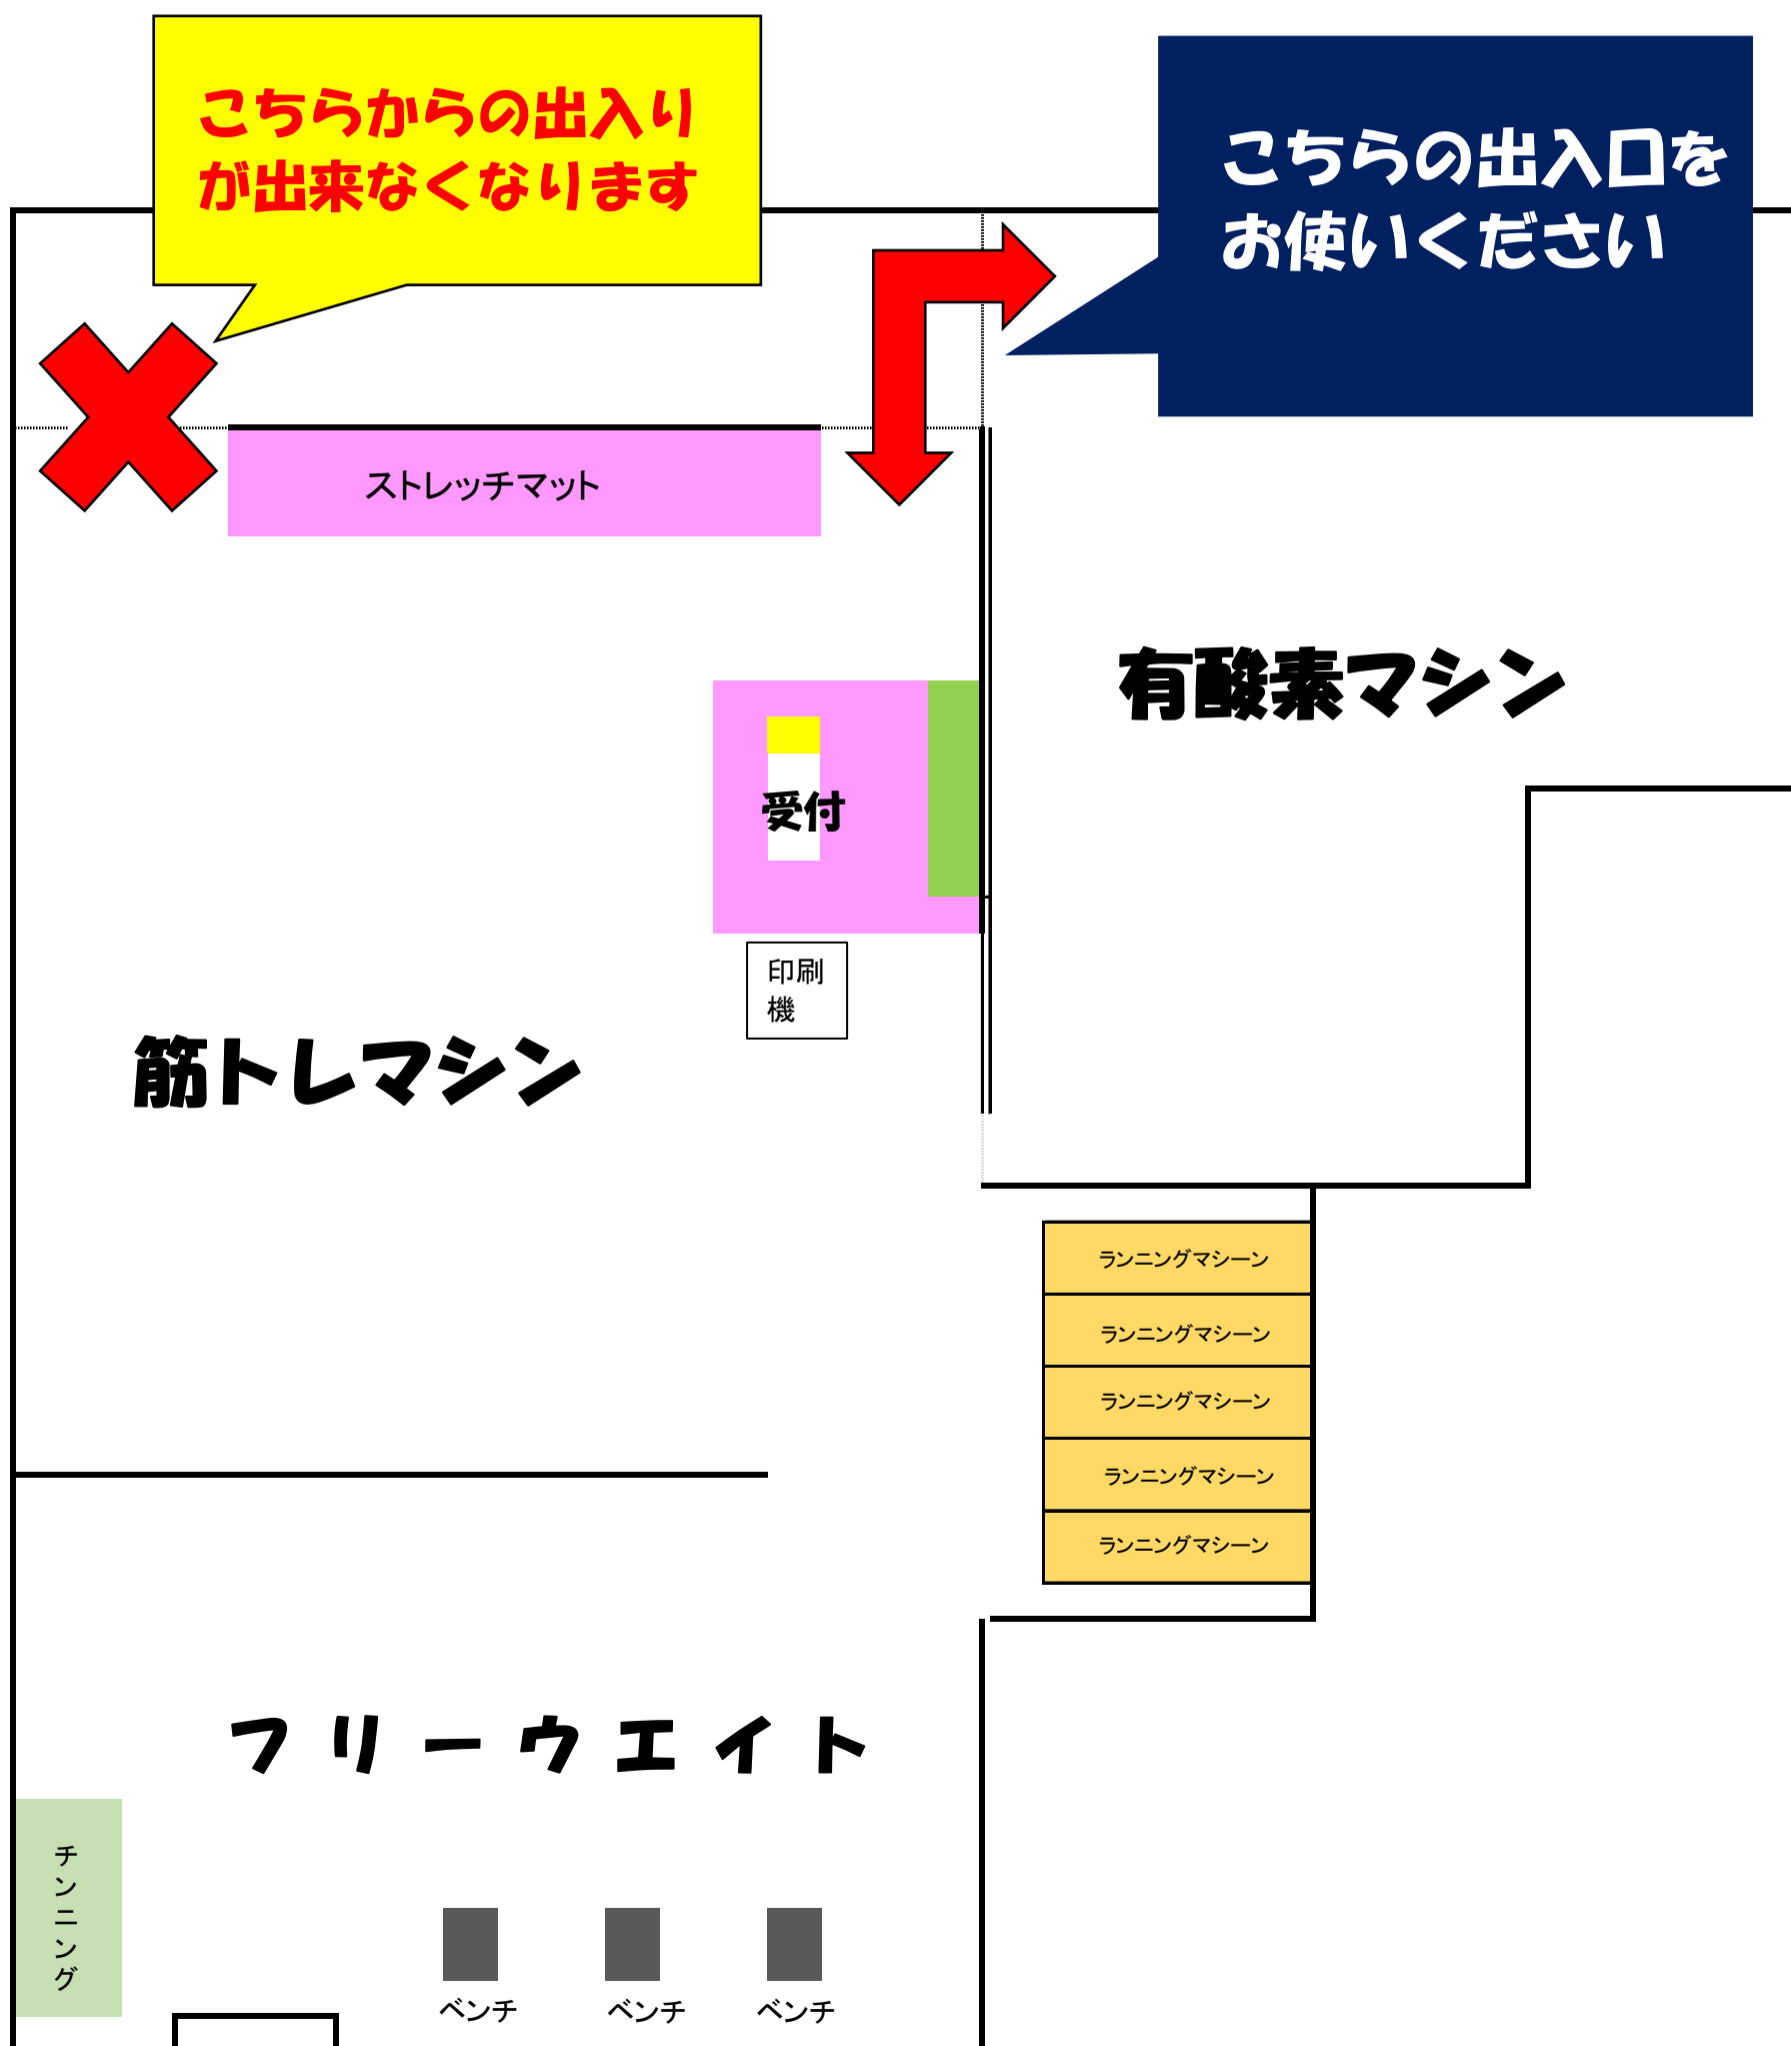 こちらからの出入り
が出来なくなります
こちらの出入口を
お使いください
ストレッチマット
有酸素マシン
受付
印刷
機
筋トレマシン
ランニングマシーン
ランニングマシーン
ランニングマシーン
ランニングマシーン
ランニングマシーン
フリーウエイト
チンニング
ベンチ
ベンチ
ベンチ